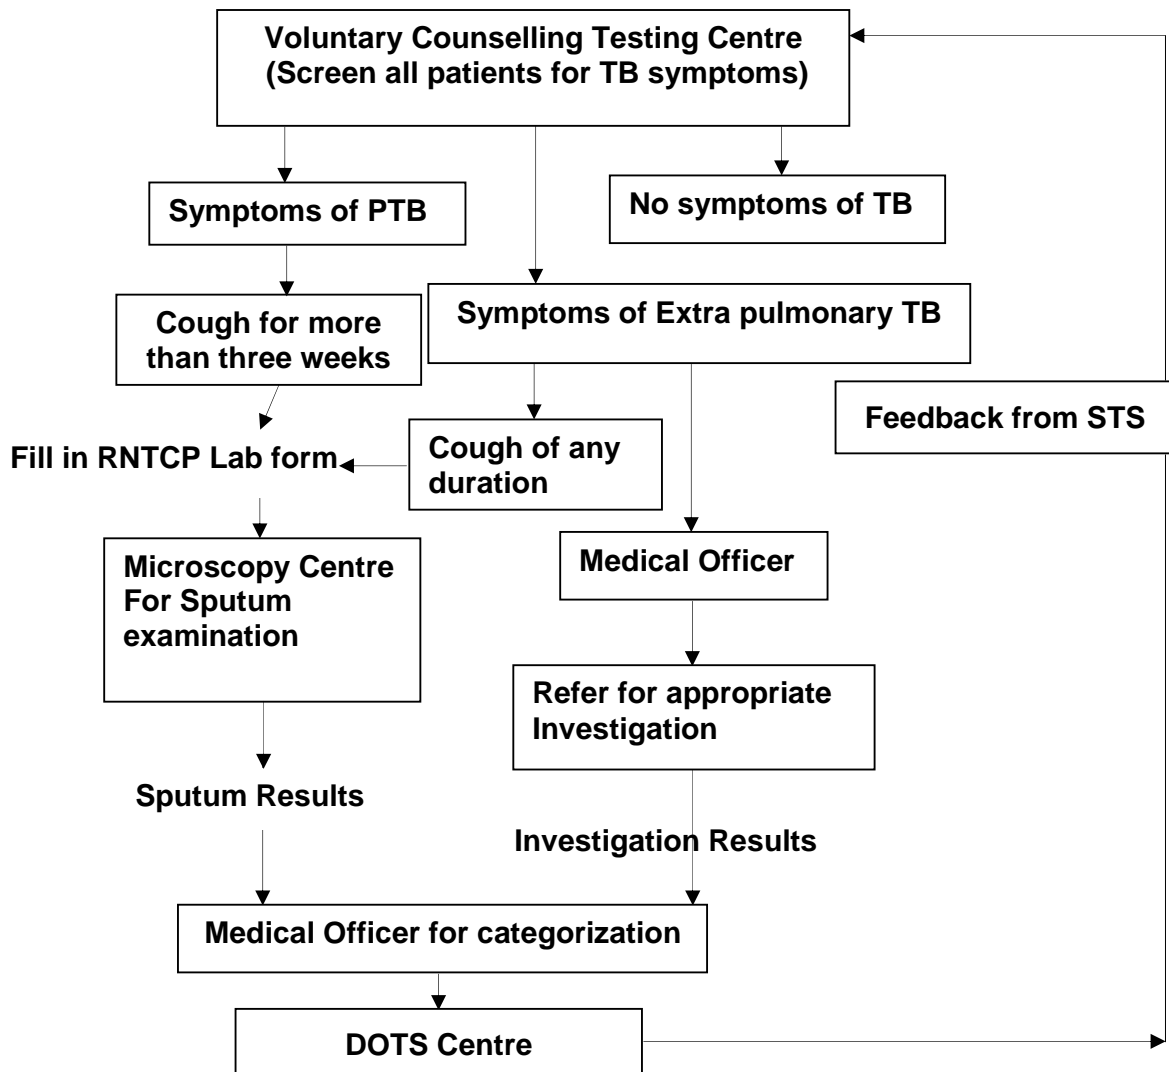 Voluntary Counselling Testing Centre
(Screen all patients for TB symptoms)
Symptoms of PTB
No symptoms of TB
Cough for more
than three weeks
Symptoms of Extra pulmonary TB
Feedback from STS
Fill in RNTCP Lab form
Cough of any
duration
Microscopy Centre
For Sputum
examination
Medical Officer
Refer for appropriate
Investigation
Sputum Results
Investigation Results
Medical Officer for categorization
DOTS Centre